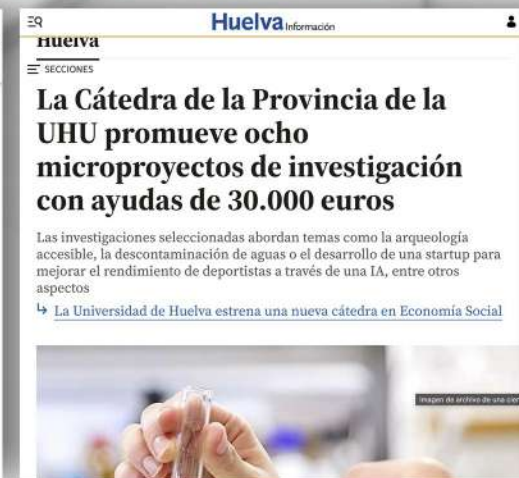 Huelva Información
Huelva
SECCIONES
La Cátedra de la Provincia de la
UHU promueve ocho
microproyectos de investigación
con ayudas de 30.000 euros
Las investigaciones seleccionadas abordan temas como la arqueología
accesible, la descontaminación de aguas o el desarrollo de una startup para
mejorar el rendimiento de deportistas a través de una IA, entre otros
aspectos
La Universidad de Huelva estrena una nueva cátedra en Economía Social
Imagen de archivo de una